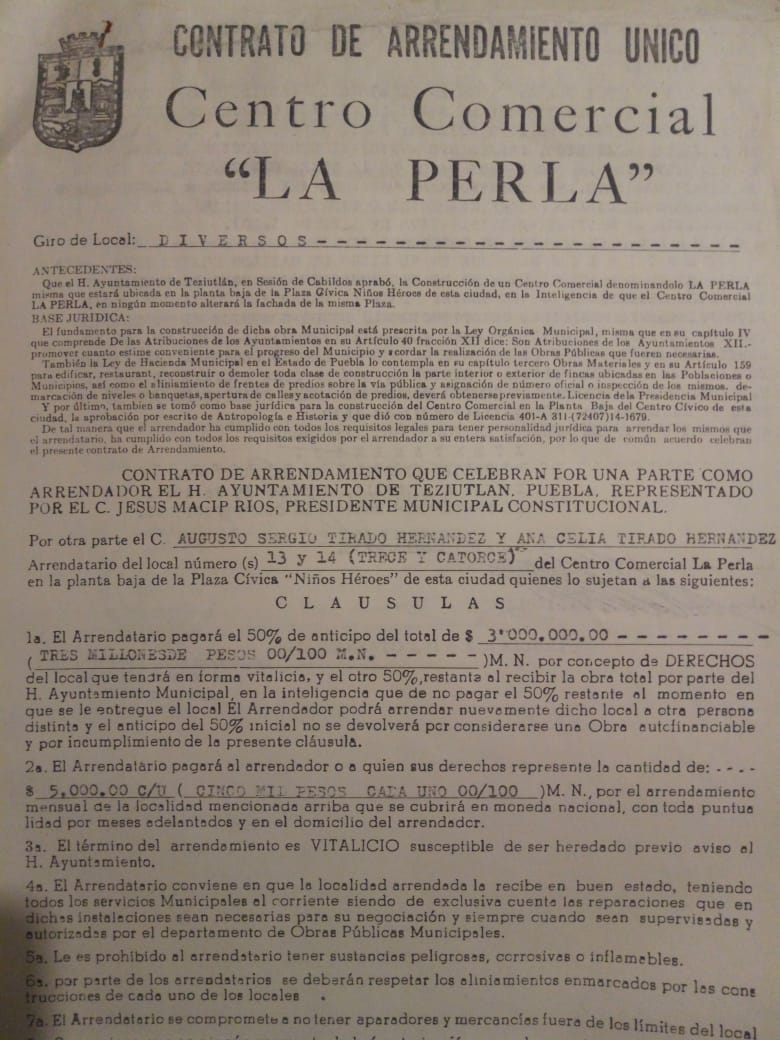 CONTRATO DE ARRENDAMIENTO UNICO
Centro Comercial
“LA PERLA”
Giro de Local: DIVERSOS------------------------
ANTECEDENTES:
Que el H. Ayuntamiento de Teziutlán, en Sesión de Cabildos aprabó, la Construcción de un Centro Comercial denominandolo LA PERLA
misma que estará ubicada en la planta baja de la Plaza Cívica Niños Héroes de esta ciudad, en la Inteligencia de que el Centro Comercial
LA PERLA, en ningún momento alterará la fachada de la misma Plaza.
BASE JURIDICA:
El fundamento para la construcción de dicha obra Municipal está prescrita por la Ley Orgánica Municipal, misma que en su capítulo IV
que comprende De las Atribuciones de los Ayuntamientos en su Artículo 40 fracción XII dice: Son Atribuciones de los Ayuntamientos XII.-
promover cuanto estime conveniente para el progreso del Municipio y acordar la realización de las Obras Públicas que fueren necesarias.
También la Ley de Hacienda Municipal en el Estado de Puebla lo contempla en su capítulo tercero Obras Materiales y en su Artículo 159
para edificar, restaurant, reconstruir o demoler toda clase de construcción la parte interior o exterior de fincas ubicadas en las Poblaciones o
Municipios, así como el aliniamiento de frentes de predios sobre la vía pública y asignación de número oficial o inspección de los mismos. de-
marcación de niveles o banquetas, apertura de calles y acotación de predios, deberá obtenerse previamente. Licencia de la Presidencia Municipal
Y por último, tambien se tomó como base jurídica para la construcción del Centro Comercial en la Planta Baja del Centro Cívico de esta
ciudad, la aprobación por escrito de Antropología e Historia y que dió con número de Licencia 401-A-311-(72407)14-1679.
De tal manera que el arrendador ha cumplido con todos los requisitos legales para tener personalidad jurídica para arrendar los mismos que
el arrendatario, ha cumplido con todos los requisitos exigidos por el arrendador a su entera satisfación, por lo que de común acuerdo celebran
el presente contrato de Arrendamiento.
CONTRATO DE ARRENDAMIENTO QUE CELEBRAN POR UNA PARTE COMO
ARRENDADOR EL H. AYUNTAMIENTO DE TEZIUTLAN, PUEBLA, REPRESENTADO
POR EL C. JESUS MACIP RIOS, PRESIDENTE MUNICIPAL CONSTITUCIONAL.
Por otra parte el C. AUGUSTO SERGIO TIRADO HERNANDEZ Y ANA CELIA TIRADO HERNANDEZ
Arrendatario del local número (s) 13 y 14 (TRECE Y CATORCE) del Centro Comercial La Perla
en la planta baja de la Plaza Cívica “Niños Héroes” de esta ciudad quienes lo sujetan a las siguientes:
CLAUSULAS
1a. El Arrendatario pagará el 50% de anticipo del total de $ 3'000.000.00 - - - - - - - - -
( TRES MILLONESDE PESOS 00/100 M.N. - - - - - )M. N. por concepto de DERECHOS
del local que tendrá en forma vitalicia, y el otro 50%, restanta al recibir la obra total por parte del
H. Ayuntamiento Municipal, en la inteligencia que de no pagar el 50% restante al momento en
que se le entregue el local El Arrendador podrá arrendar nuevamente dicho local a otra persona
distinta y el anticipo del 50% inicial no se devolverá por considerarse una Obra autofinanciable
y por incumplimiento de la presente cláusula.
2a. El Arrendatario pagará al arrendador o a quien sus derechos represente la cantidad de: - - - -
$ 5,000.00 C/U ( CINCO MIL PESOS CADA UNO 00/100 )M. N., por el arrendamiento
mensual de la localidad mencionada arriba que se cubrirá en moneda nacional, con toda puntua
lidad por meses adelantados y en el domicilio del arrendador.
3a. El término del arrendamiento es VITALICIO susceptible de ser heredado previo aviso al
H. Ayuntamiento.
4a. El Arrendatario conviene en que la localidad arrendada la recibe en buen estado, teniendo
todos los servicios Municipales al corriente siendo de exclusiva cuenta las reparaciones que en
dichas instalaciones sean necesarias para su negociación y siempre cuando sean supervisadas y
autorizadas por el departamento de Obras Públicas Municipales.
5a. Le es prohibido al arrendatario tener sustancias peligrosas, corrosivas o inflamables.
6a. por parte de los arrendatarios se deberán respetar los aliniamientos enmarcados por las cons
trucciones de cada uno de los locales .
7a. El Arrendatario se compromete a no tener aparadores y mercancías fuera de los límites del local